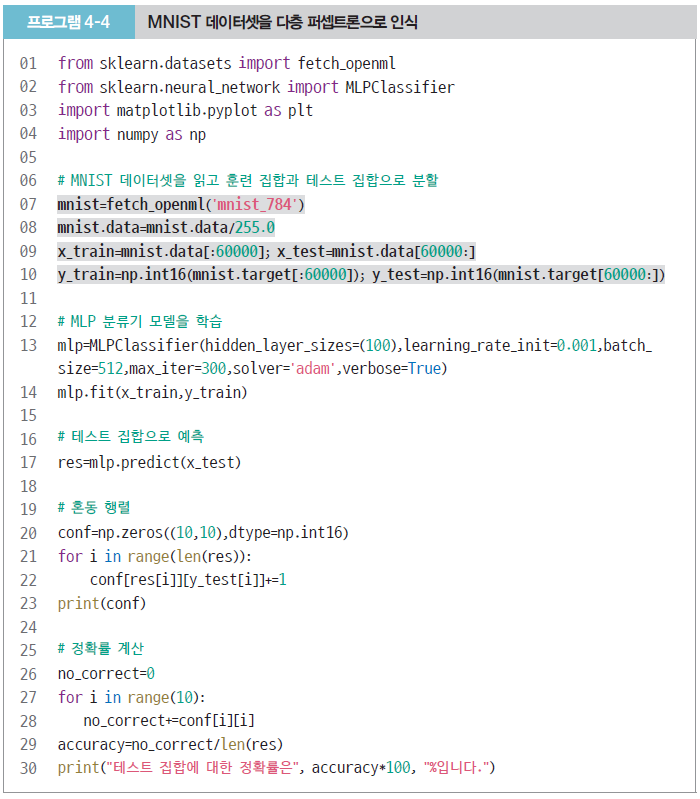 프로그램 4-4 MNIST 데이터셋을 다층 퍼셉트론으로 인식
01 from sklearn.datasets import fetch_openml
02 from sklearn.neural_network import MLPClassifier
03 import matplotlib.pyplot as plt
04 import numpy as np
05
06 # MNIST 데이터셋을 읽고 훈련 집합과 테스트 집합으로 분할
07 mnist=fetch_openml('mnist_784')
08 mnist.data=mnist.data/255.0
09 x_train=mnist.data[:60000]; x_test=mnist.data[60000:]
10 y_train=np.int16(mnist.target[:60000]); y_test=np.int16(mnist.target[60000:])
11
12 # MLP 분류기 모델을 학습
13 mlp=MLPClassifier(hidden_layer_sizes=(100),learning_rate_init=0.001,batch_
size=512,max_iter=300,solver='adam',verbose=True)
14 mlp.fit(x_train,y_train)
15
16 # 테스트 집합으로 예측
17 res=mlp.predict(x_test)
18
19 # 혼동 행렬
20 conf=np.zeros((10,10),dtype=np.int16)
21 for i in range(len(res)):
22 conf[res[i]][y_test[i]]+=1
23 print(conf)
24
25 # 정확률 계산
26 no_correct=0
27 for i in range(10):
28 no_correct+=conf[i][i]
29 accuracy=no_correct/len(res)
30 print("테스트 집합에 대한 정확률은", accuracy*100, "%입니다.")